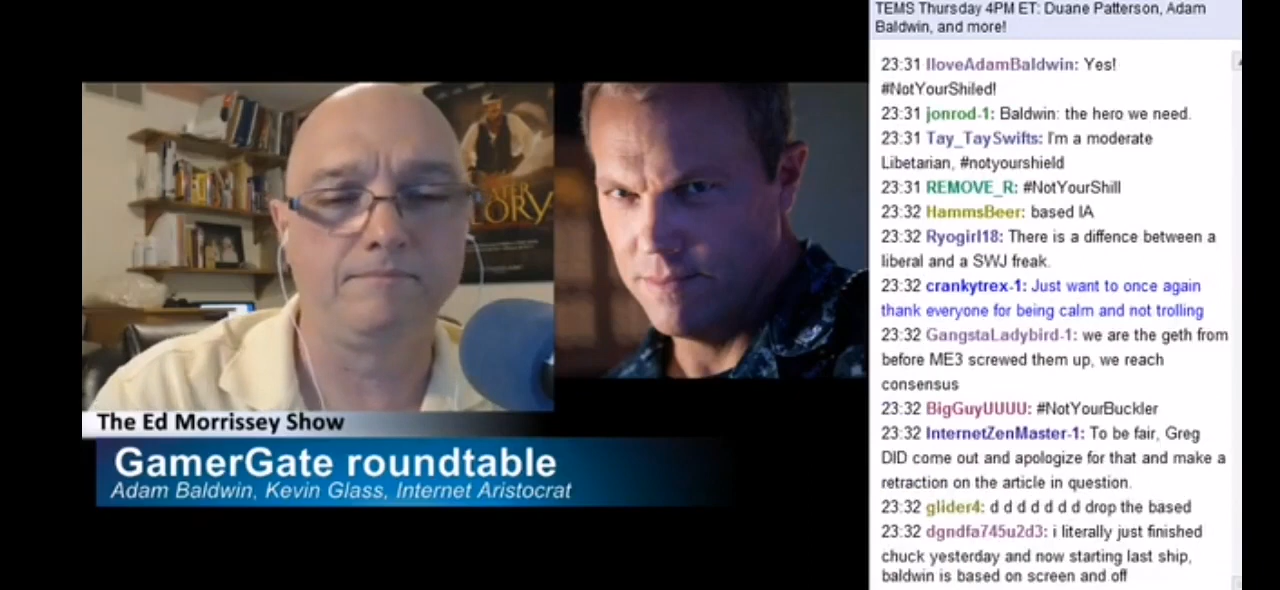 TEMS Thursday 4PM ET: Duane Patterson, Adam
Baldwin, and more!
23:31 IloveAdamBaldwin: Yes!
#NotYourShiled!
23:31 jonrod-1: Baldwin: the hero we need.
23:31 Tay_TaySwifts: I'm a moderate
Libetarian, #notyourshield
23:31 REMOVE_R: #NotYourShill
23:32 HammsBeer: based IA
23:32 Ryogirl18: There is a diffence between a
liberal and a SWJ freak.
23:32 crankytrex-1: Just want to once again
thank everyone for being calm and not trolling
23:32 GangstaLadybird-1: we are the geth from
before ME3 screwed them up, we reach
consensus
23:32 BigGuyUUUU: #NotYourBuckler
23:32 InternetZenMaster-1: To be fair, Greg
DID come out and apologize for that and make a
retraction on the article in question.
23:32 glider4: d d d d d d d drop the based
23:32 dgndfa745u2d3: i literally just finished
chuck yesterday and now starting last ship,
baldwin is based on screen and off
The Ed Morrissey Show
GamerGate roundtable
Adam Baldwin, Kevin Glass, Internet Aristocrat